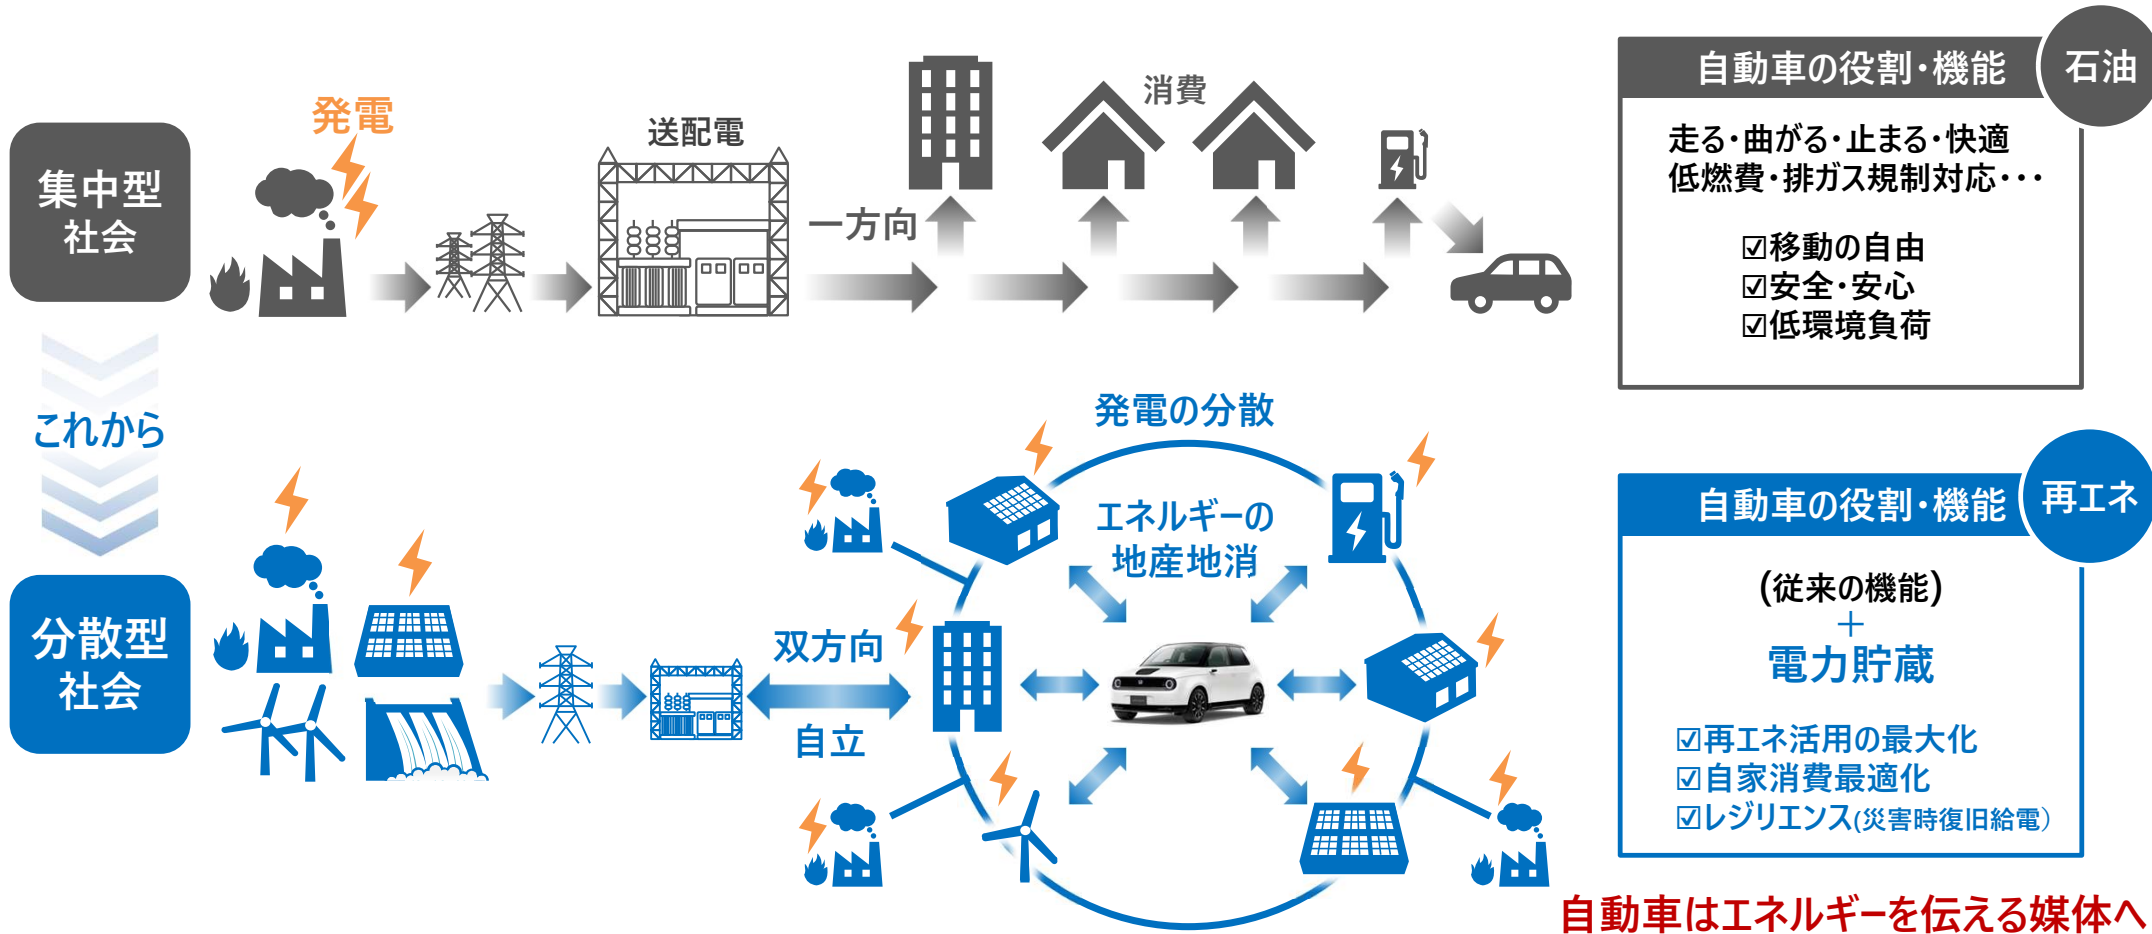 集中型
社会
発電
送配電
一方向
消費
自動車の役割・機能
石油
走る・曲がる・止まる・快適
低燃費・排ガス規制対応・・・
☑移動の自由
☑安全・安心
☑低環境負荷
これから
分散型
社会
双方向
自立
発電の分散
エネルギーの
地産地消
自動車の役割・機能
再エネ
(従来の機能)
＋
電力貯蔵
☑再エネ活用の最大化
☑自家消費最適化
☑レジリエンス(災害時復旧給電）
自動車はエネルギーを伝える媒体へ